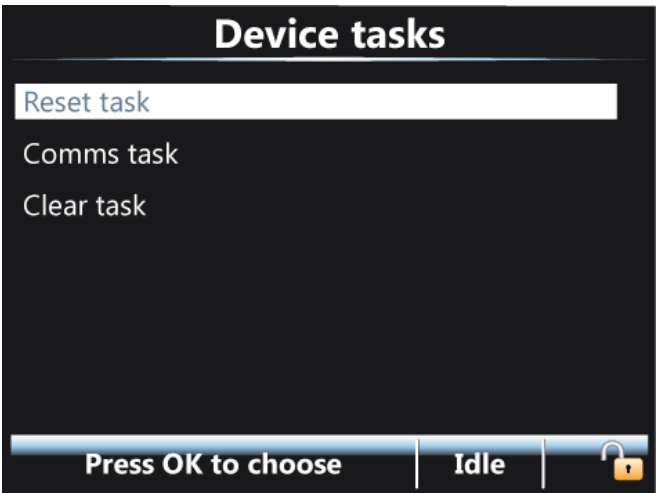 Device tasks
Reset task
Comms task
Clear task
Press OK to choose
Idle